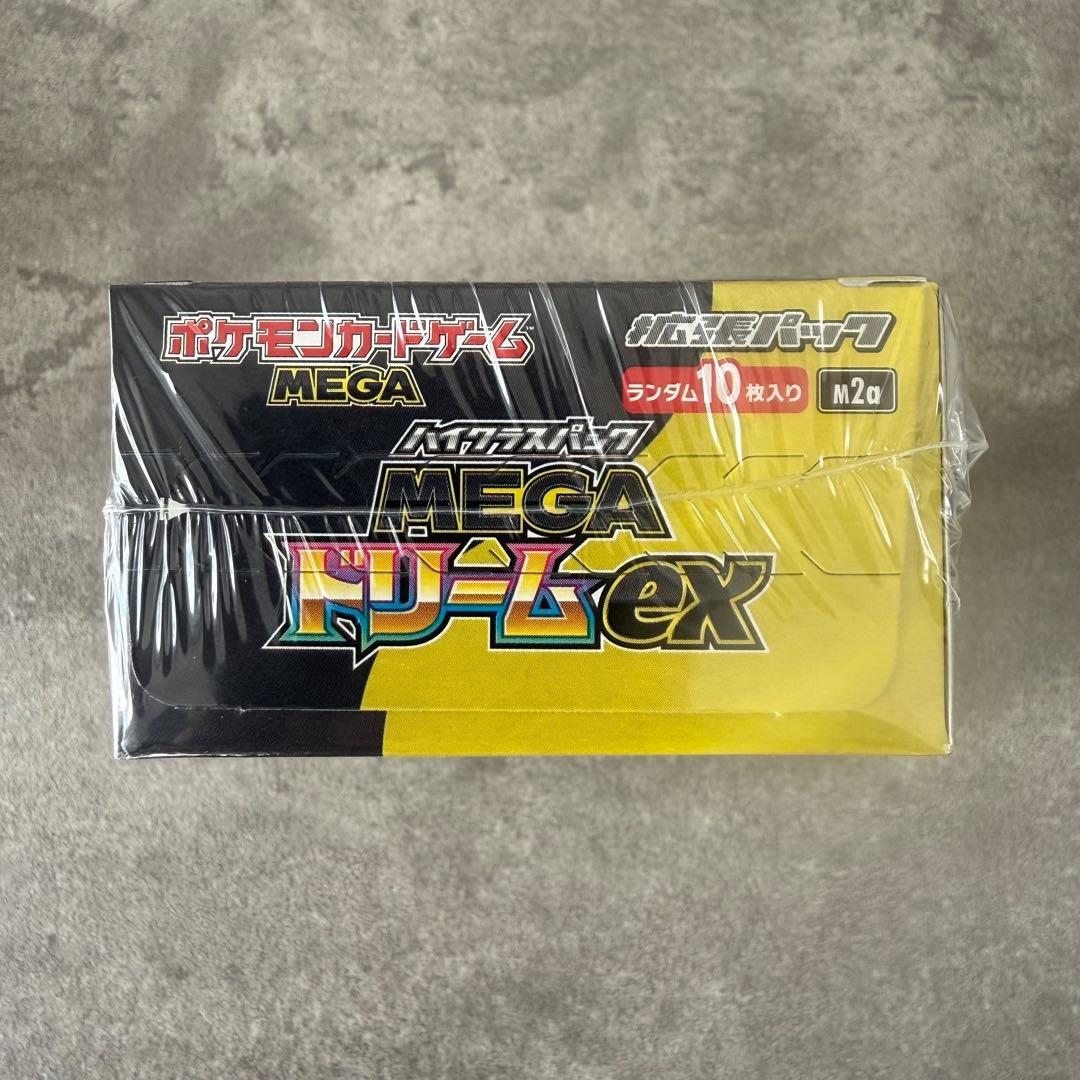 ポケモンカードゲーム™
MEGA
拡張パック
ランダム10枚入り
M2a
ハイクラスパック
MEGA
ドリームex